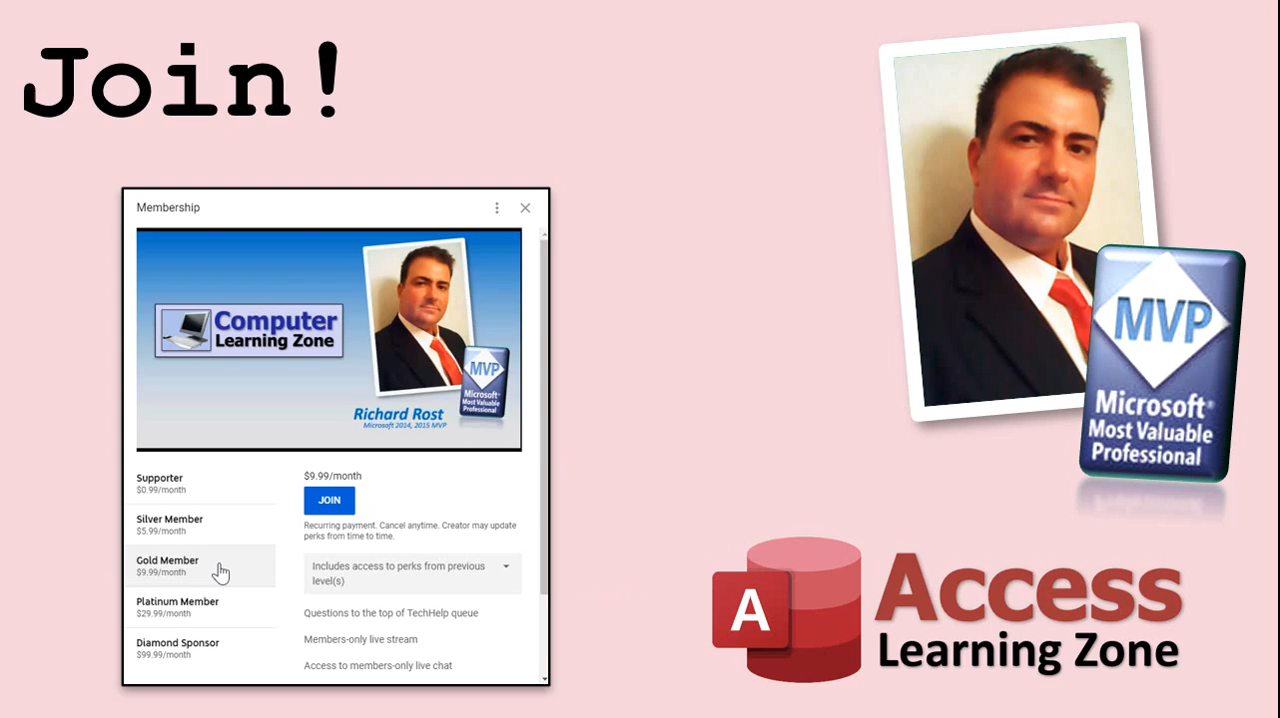 Join!
Membership
Computer
Learning Zone
MVP
Microsoft
Most Valuable
Professional
Richard Rost
Microsoft 2014, 2015 MVP
Supporter
$0.99/month
Silver Member
$5.99/month
Gold Member
$9.99/month
Platinum Member
$29.99/month
Diamond Sponsor
$99.99/month
$9.99/month
JOIN
Recurring payment. Cancel anytime. Creator may update
perks from time to time.
Includes access to perks from previous
level(s)
Questions to the top of TechHelp queue
Members-only live stream
Access to members-only live chat
MVP
Microsoft®
Most Valuable
Professional
A
Access
Learning Zone